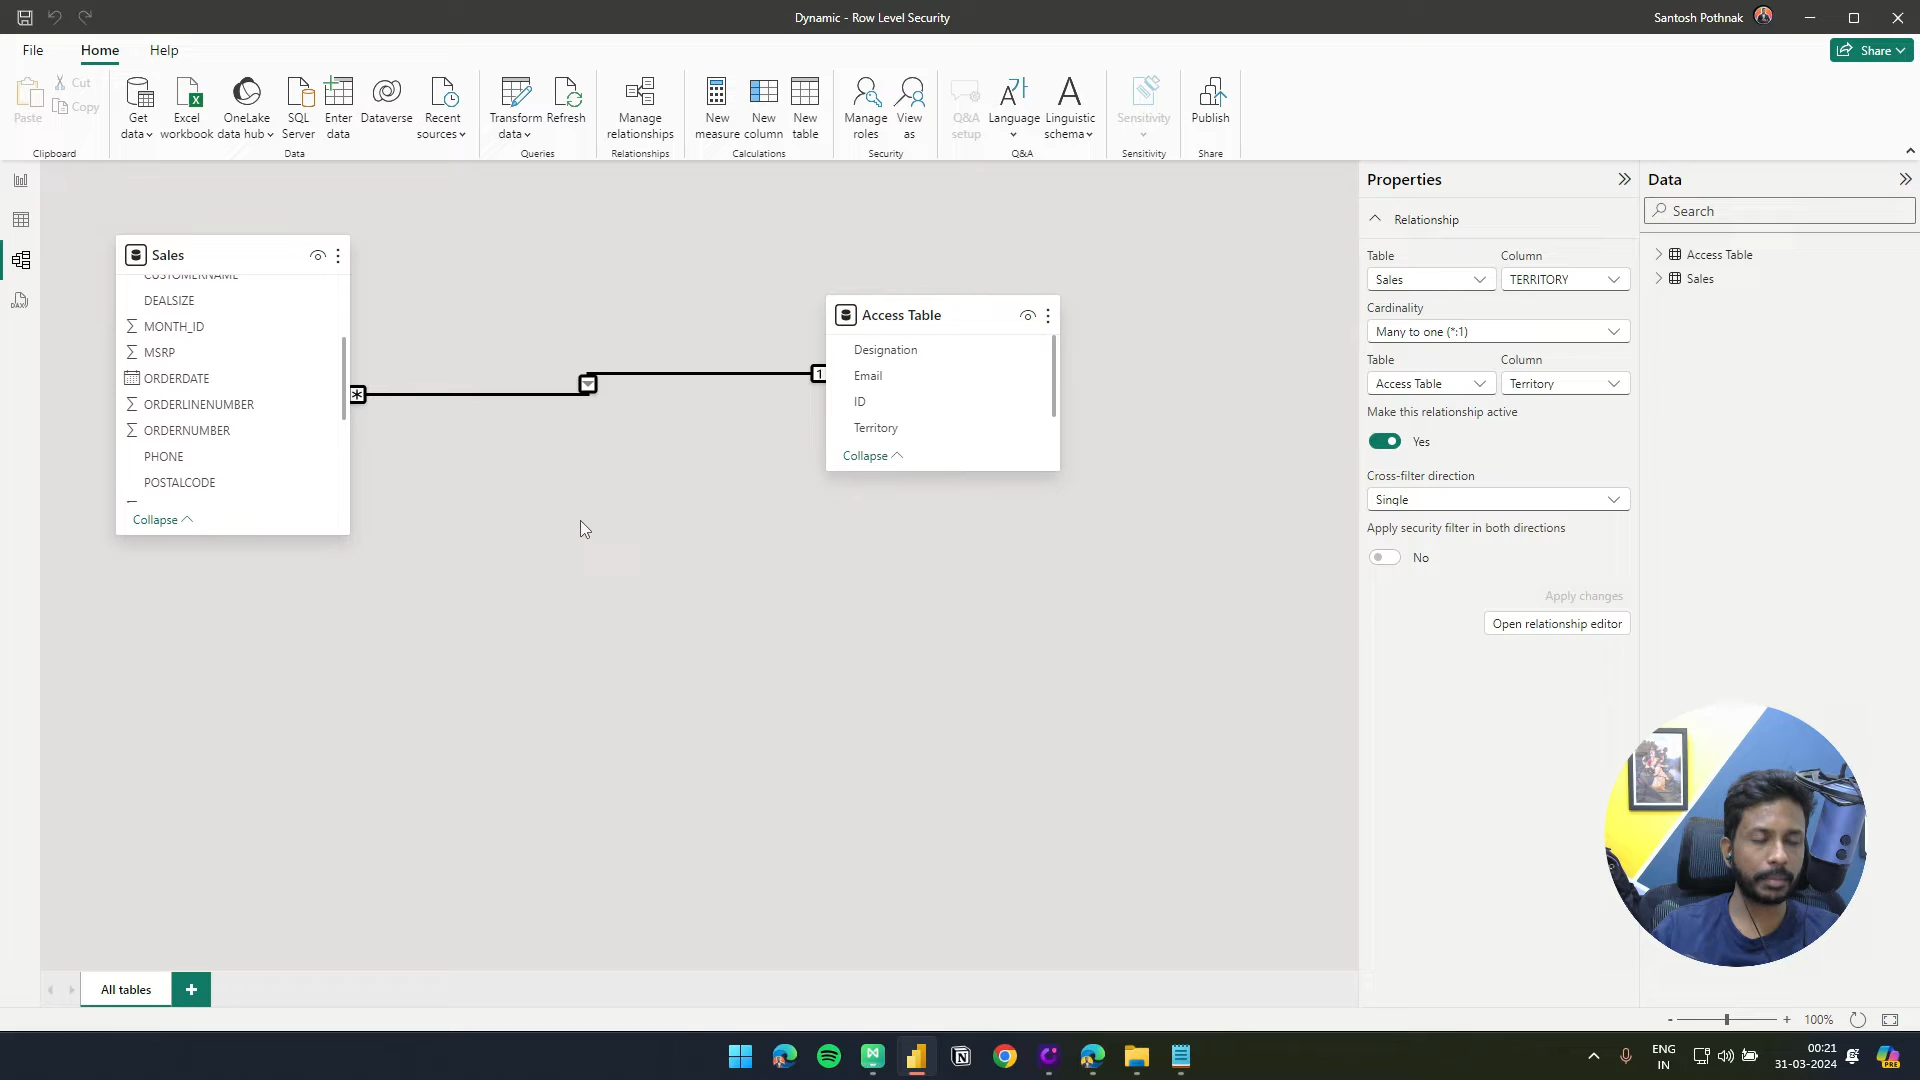 Dynamic - Row Level Security
Santosh Pothnak
File
Home
Help
Share
Paste
Cut
Copy
Get data
Excel workbook
OneLake data hub
SQL Server
Enter data
Dataverse
Recent sources
Transform data
Refresh
Manage relationships
New measure
New column
New table
Manage roles
View as
Q&A setup
Language
Linguistic schema
Sensitivity
Publish
Clipboard
Data
Queries
Relationships
Calculations
Security
Q&A
Sensitivity
Share
Sales
CUSTOMERNAME
DEALSIZE
MONTH_ID
MSRP
ORDERDATE
ORDERLINENUMBER
ORDERNUMBER
PHONE
POSTALCODE
Collapse
*
1
Access Table
Designation
Email
ID
Territory
Collapse
Properties
Relationship
Table
Column
Sales
TERRITORY
Cardinality
Many to one (*:1)
Table
Column
Access Table
Territory
Make this relationship active
Yes
Cross-filter direction
Single
Apply security filter in both directions
No
Apply changes
Open relationship editor
Data
Search
Access Table
Sales
DAX
All tables
+
- + 100%
ENG
IN
00:21
31-03-2024
PRE